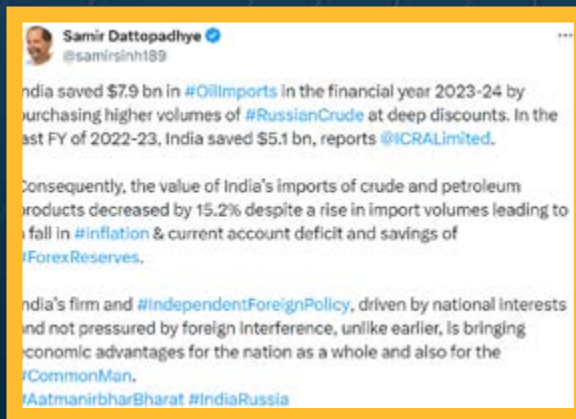 Samir Dattopadhye
@samirsinh189
ndia saved $7.9 bn in #OilImports in the financial year 2023-24 by
urchasing higher volumes of #RussianCrude at deep discounts. In the
ast FY of 2022-23, India saved $5.1 bn, reports @ICRALimited.
onsequently, the value of India's imports of crude and petroleum
roducts decreased by 15.2% despite a rise in import volumes leading to
fall in #inflation & current account deficit and savings of
#ForexReserves.
ndia's firm and #IndependentForeignPolicy, driven by national interests
nd not pressured by foreign interference, unlike earlier, is bringing
conomic advantages for the nation as a whole and also for the
#CommonMan.
#AatmanirbharBharat #IndiaRussia